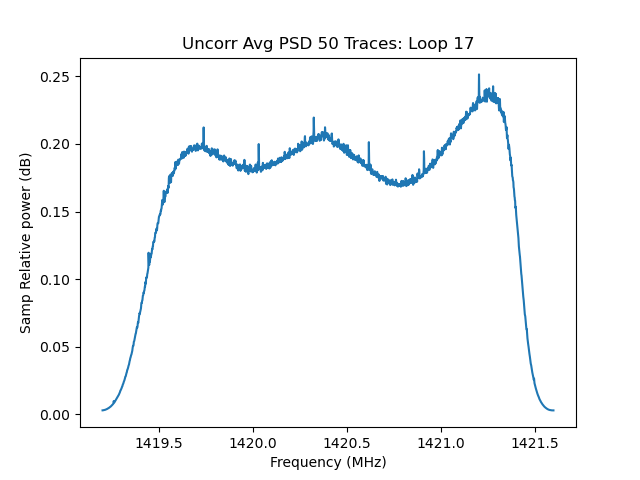 Uncorr Avg PSD 50 Traces: Loop 17
Samp Relative power (dB)
0.25
0.20
0.15
0.10
0.05
0.00
1419.5 1420.0 1420.5 1421.0 1421.5
Frequency (MHz)